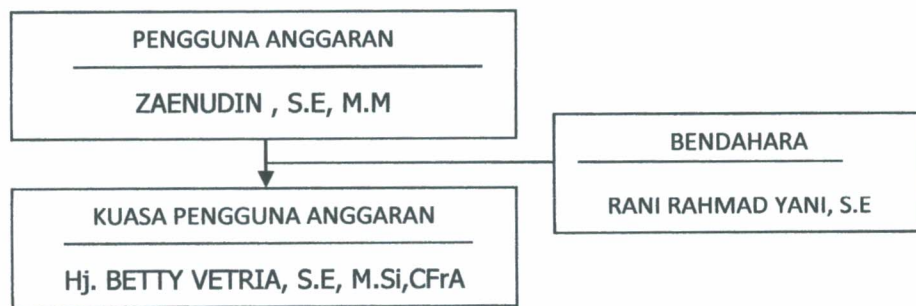 PENGGUNA ANGGARAN
ZAENUDIN , S.E, M.M
BENDAHARA
RANI RAHMAD YANI, S.E
KUASA PENGGUNA ANGGARAN
Hj. BETTY VETRIA, S.E, M.Si,CFrA